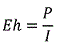 Eh = P/I